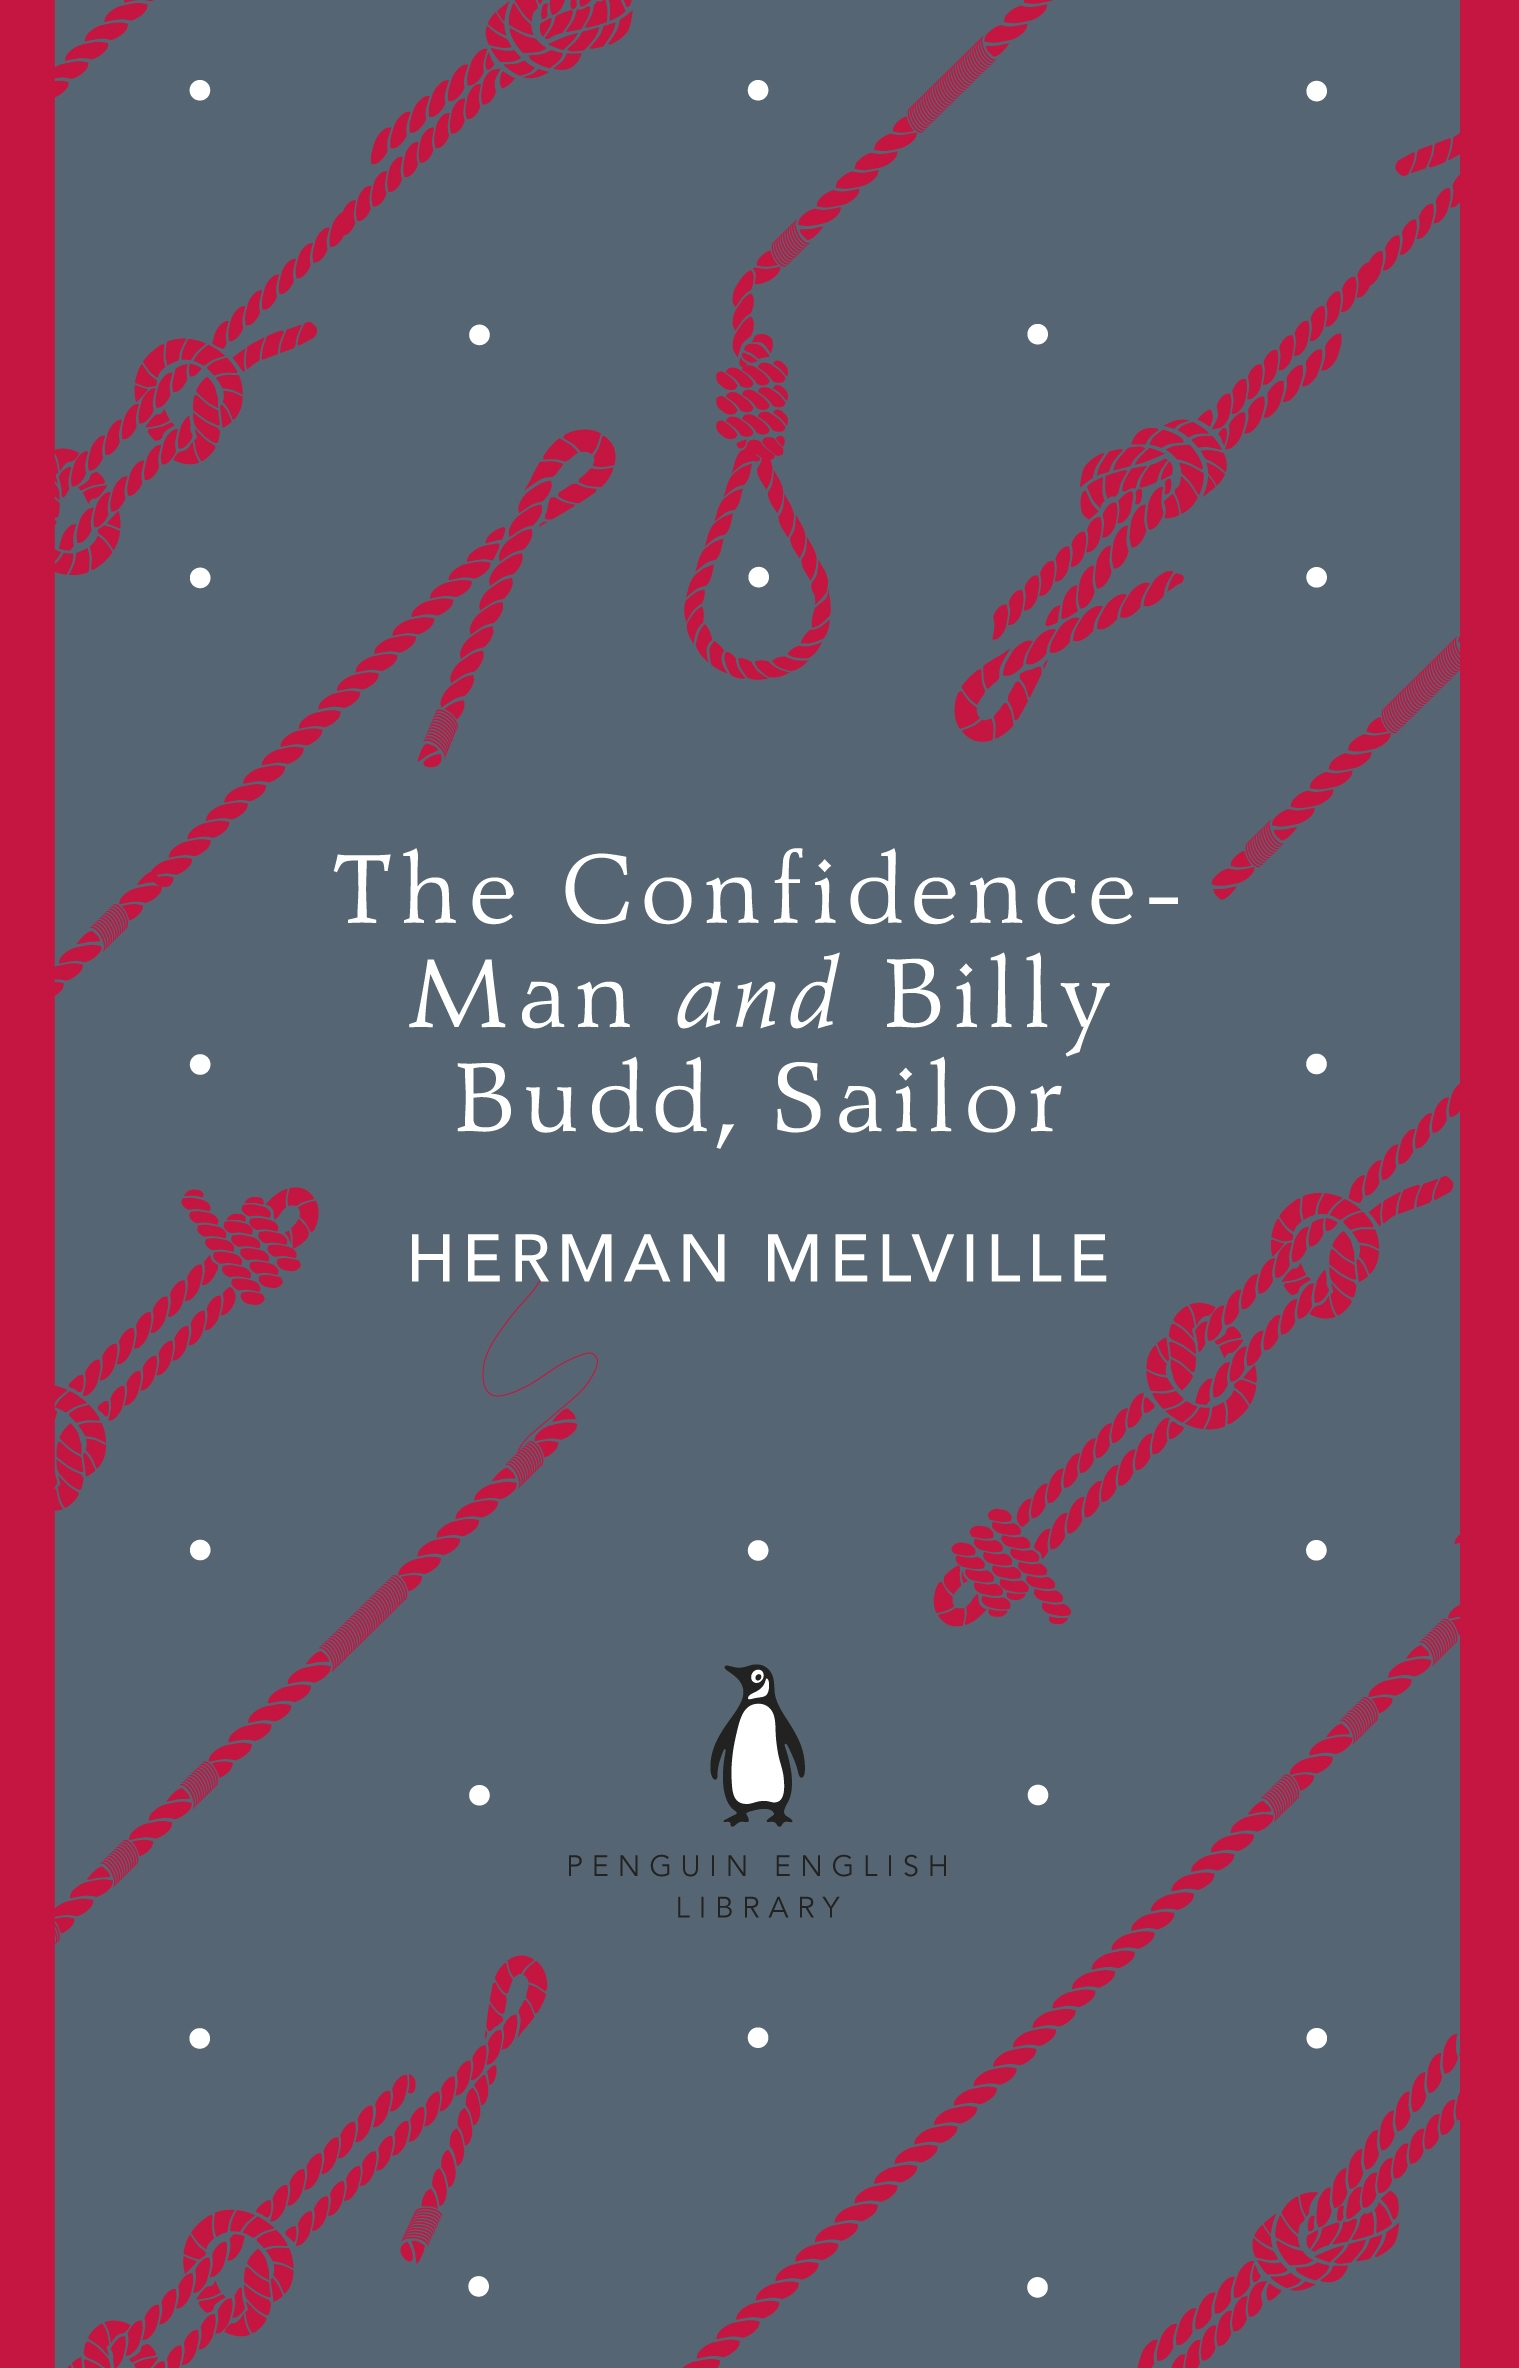 The Confidence-
Man and Billy
Budd, Sailor
HERMAN MELVILLE
PENGUIN ENGLISH
LIBRARY